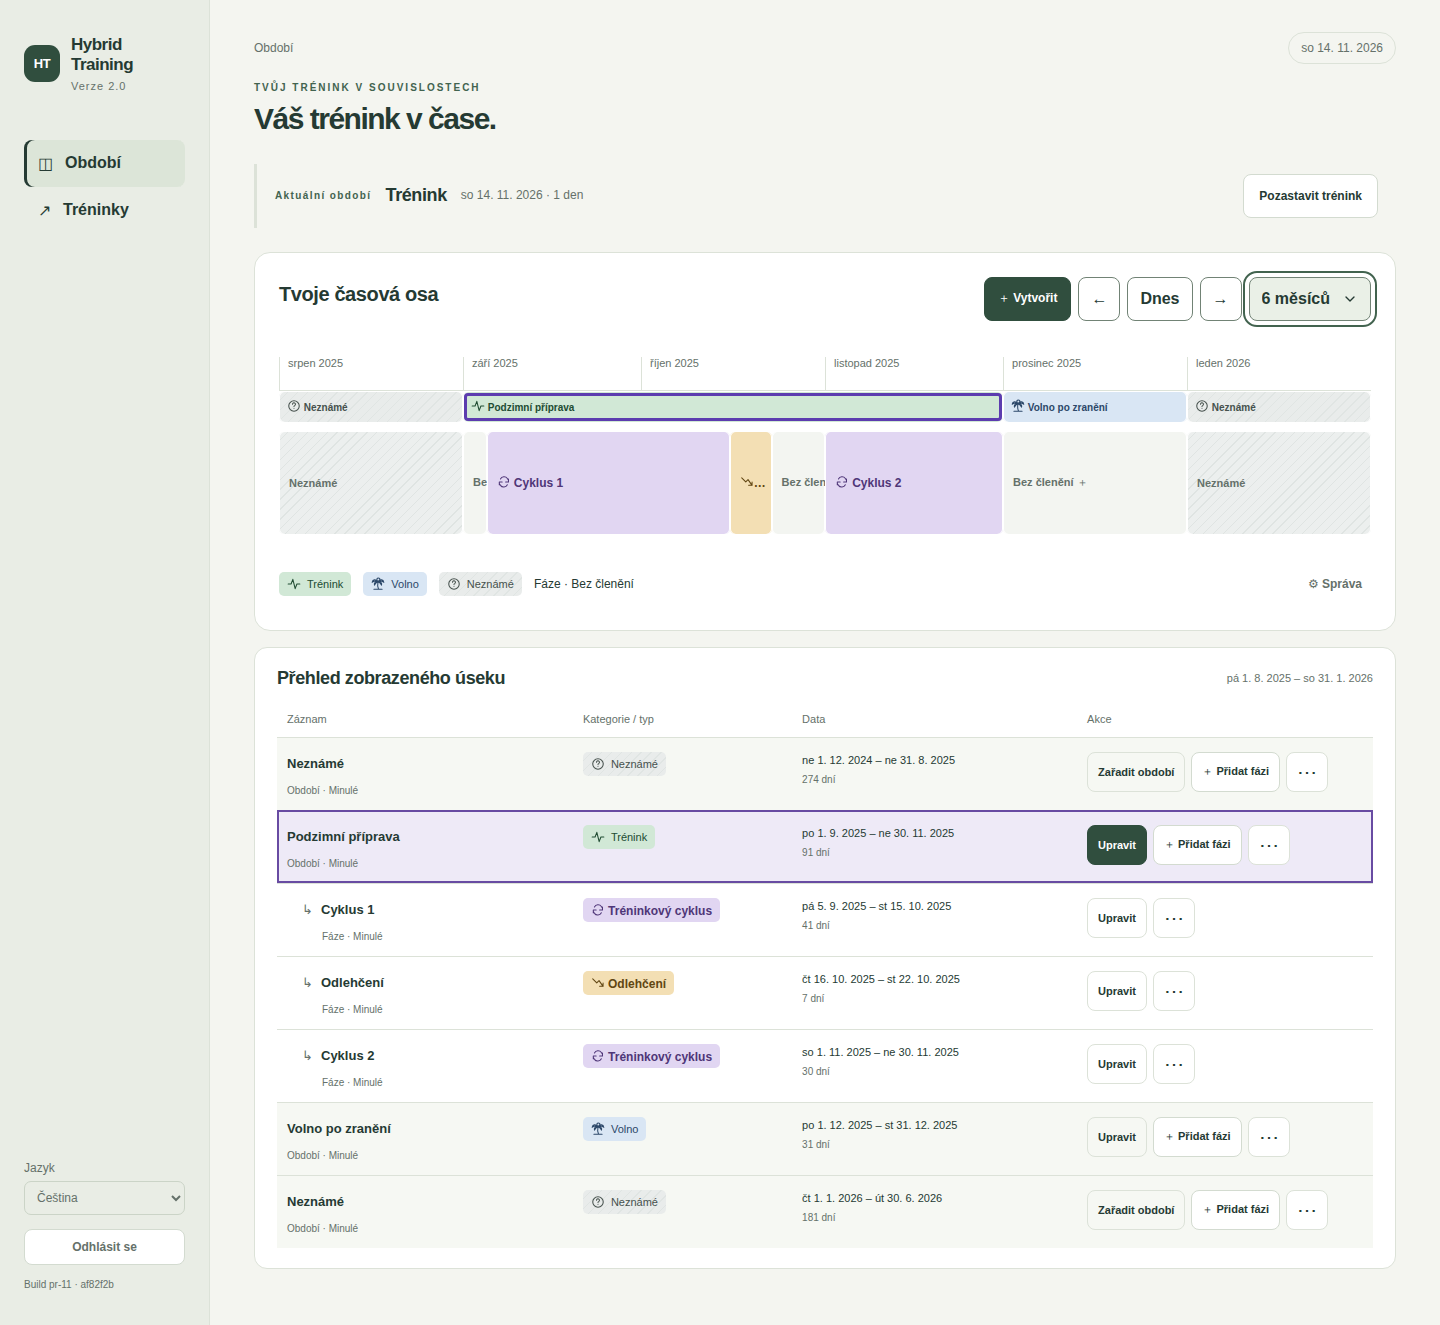 HT
Hybrid
Training
Verze 2.0
Období
Tréninky
Jazyk
Čeština
Odhlásit se
Build pr-11 · af82f2b
Období
so 14. 11. 2026
TVŮJ TRÉNINK V SOUVISLOSTECH
Váš trénink v čase.
Aktuální období Trénink so 14. 11. 2026 · 1 den
Pozastavit trénink
Tvoje časová osa
+ Vytvořit
←
Dnes
→
6 měsíců
srpen 2025 září 2025 říjen 2025 listopad 2025 prosinec 2025 leden 2026
Neznámé Podzimní příprava Volno po zranění Neznámé
Neznámé Be Cyklus 1 ... Bez člen Cyklus 2 Bez členění + Neznámé
Trénink Volno Neznámé Fáze · Bez členění
⚙ Správa
Přehled zobrazeného úseku
pá 1. 8. 2025 – so 31. 1. 2026
Záznam Kategorie / typ Data Akce
Neznámé
Období · Minulé
Neznámé
ne 1. 12. 2024 – ne 31. 8. 2025
274 dní
Zařadit období + Přidat fázi ···
Podzimní příprava
Období · Minulé
Trénink
po 1. 9. 2025 – ne 30. 11. 2025
91 dní
Upravit + Přidat fázi ···
↳ Cyklus 1
Fáze · Minulé
Tréninkový cyklus
pá 5. 9. 2025 – st 15. 10. 2025
41 dní
Upravit ···
↳ Odlehčení
Fáze · Minulé
Odlehčení
čt 16. 10. 2025 – st 22. 10. 2025
7 dní
Upravit ···
↳ Cyklus 2
Fáze · Minulé
Tréninkový cyklus
so 1. 11. 2025 – ne 30. 11. 2025
30 dní
Upravit ···
Volno po zranění
Období · Minulé
Volno
po 1. 12. 2025 – st 31. 12. 2025
31 dní
Upravit + Přidat fázi ···
Neznámé
Období · Minulé
Neznámé
čt 1. 1. 2026 – út 30. 6. 2026
181 dní
Zařadit období + Přidat fázi ···